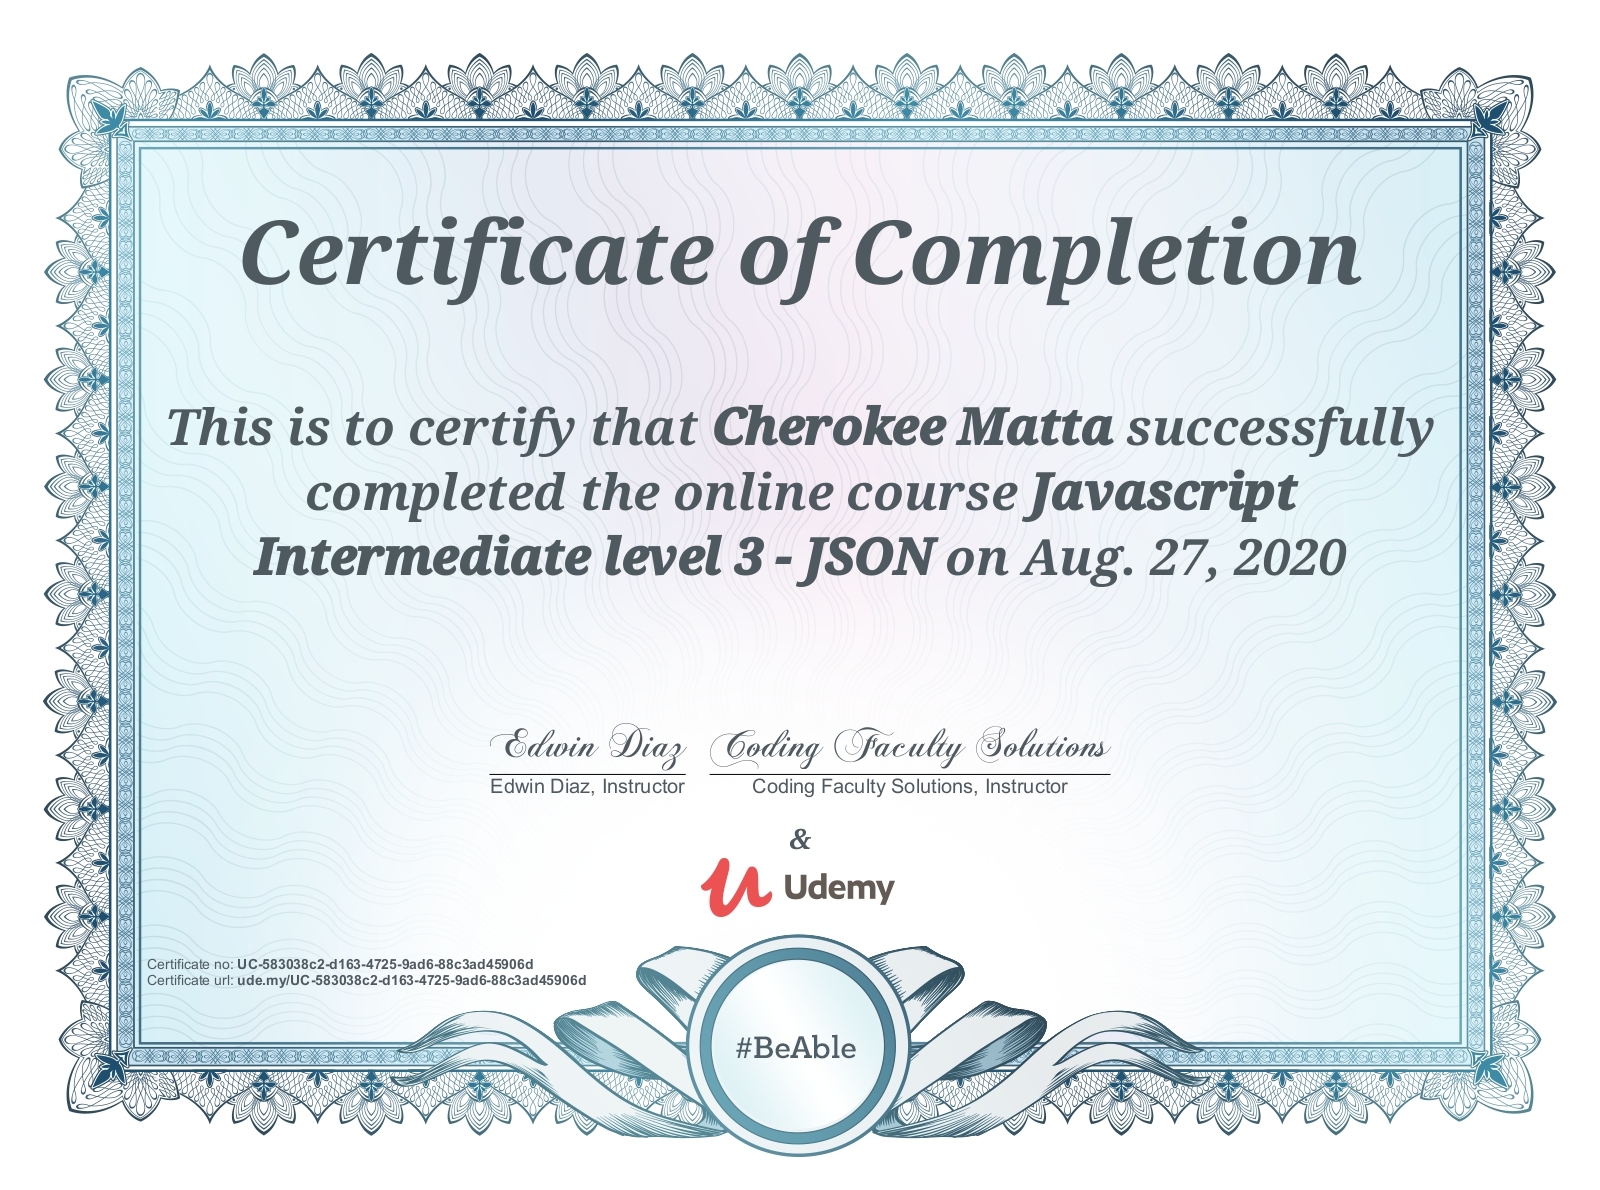 Certificate of Completion
This is to certify that Cherokee Matta successfully
completed the online course Javascript
Intermediate level 3 - JSON on Aug. 27, 2020
Edwin Diaz Coding Faculty Solutions
Edwin Diaz, Instructor Coding Faculty Solutions, Instructor
&
Udemy
Certificate no: UC-583038c2-d163-4725-9ad6-88c3ad45906d
Certificate url: ude.my/UC-583038c2-d163-4725-9ad6-88c3ad45906d
#BeAble